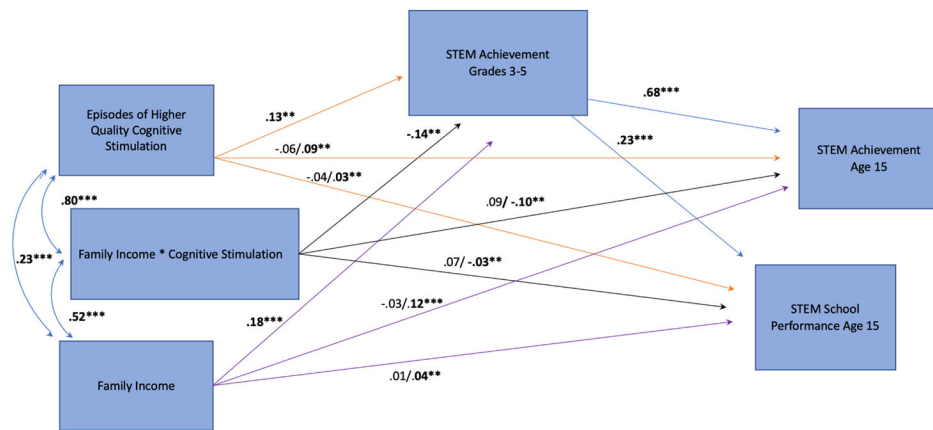 STEM Achievement
Grades 3-5
.68***
Episodes of Higher
Quality Cognitive
Stimulation
.13**
-.14**
.23***
STEM Achievement
Age 15
-.06/.09**
-.04/.03**
.80***
.09/ -.10**
Family Income * Cognitive Stimulation
.23***
.07/ -.03**
.52***
.18***
-.03/.12***
STEM School
Performance Age 15
Family Income
.01/.04**